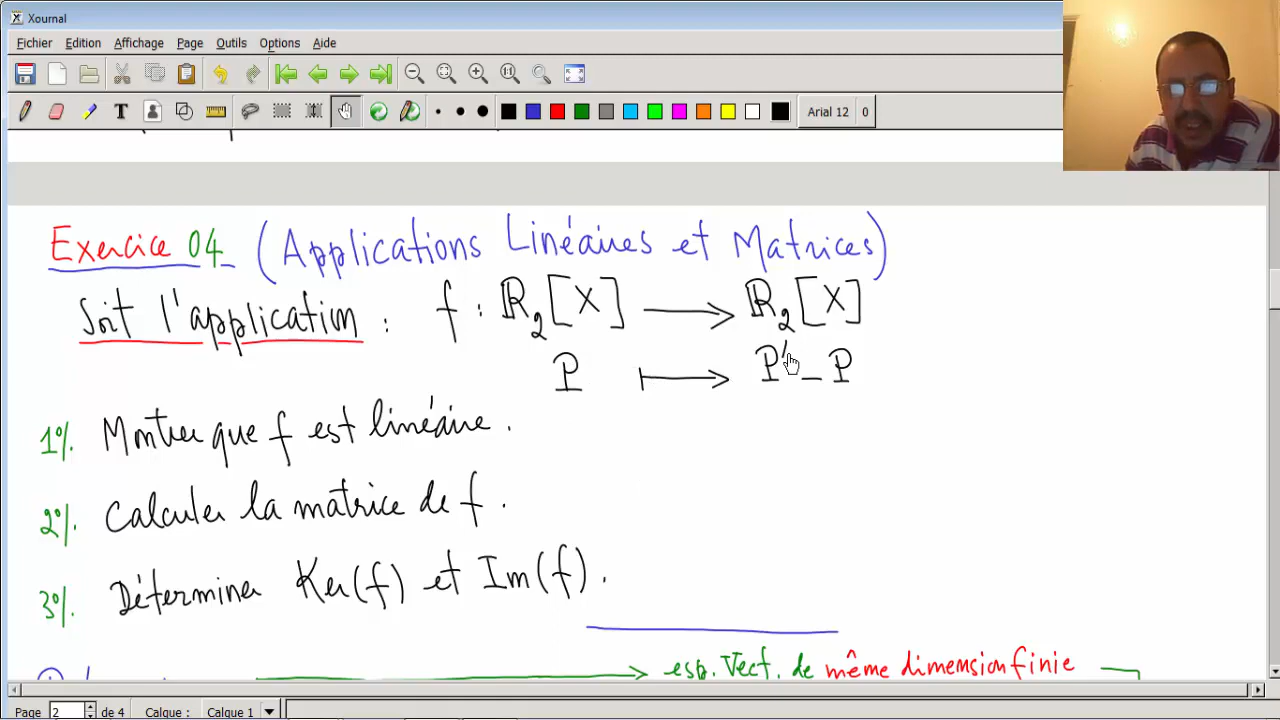 Xournal
Fichier Edition Affichage Page Outils Options Aide
Arial 12 0
Exercice 04 (Applications Linéaires et Matrices)
Soit l'application : f : ℝ₂[X] ⟶ ℝ₂[X]
P ⟼ P' - P
1°/. Montrer que f est linéaire.
2°/. Calculer la matrice de f.
3°/. Déterminer Ker(f) et Im(f).
esp. Vect. de même dimension finie
Page 2 de 4 Calque : Calque 1